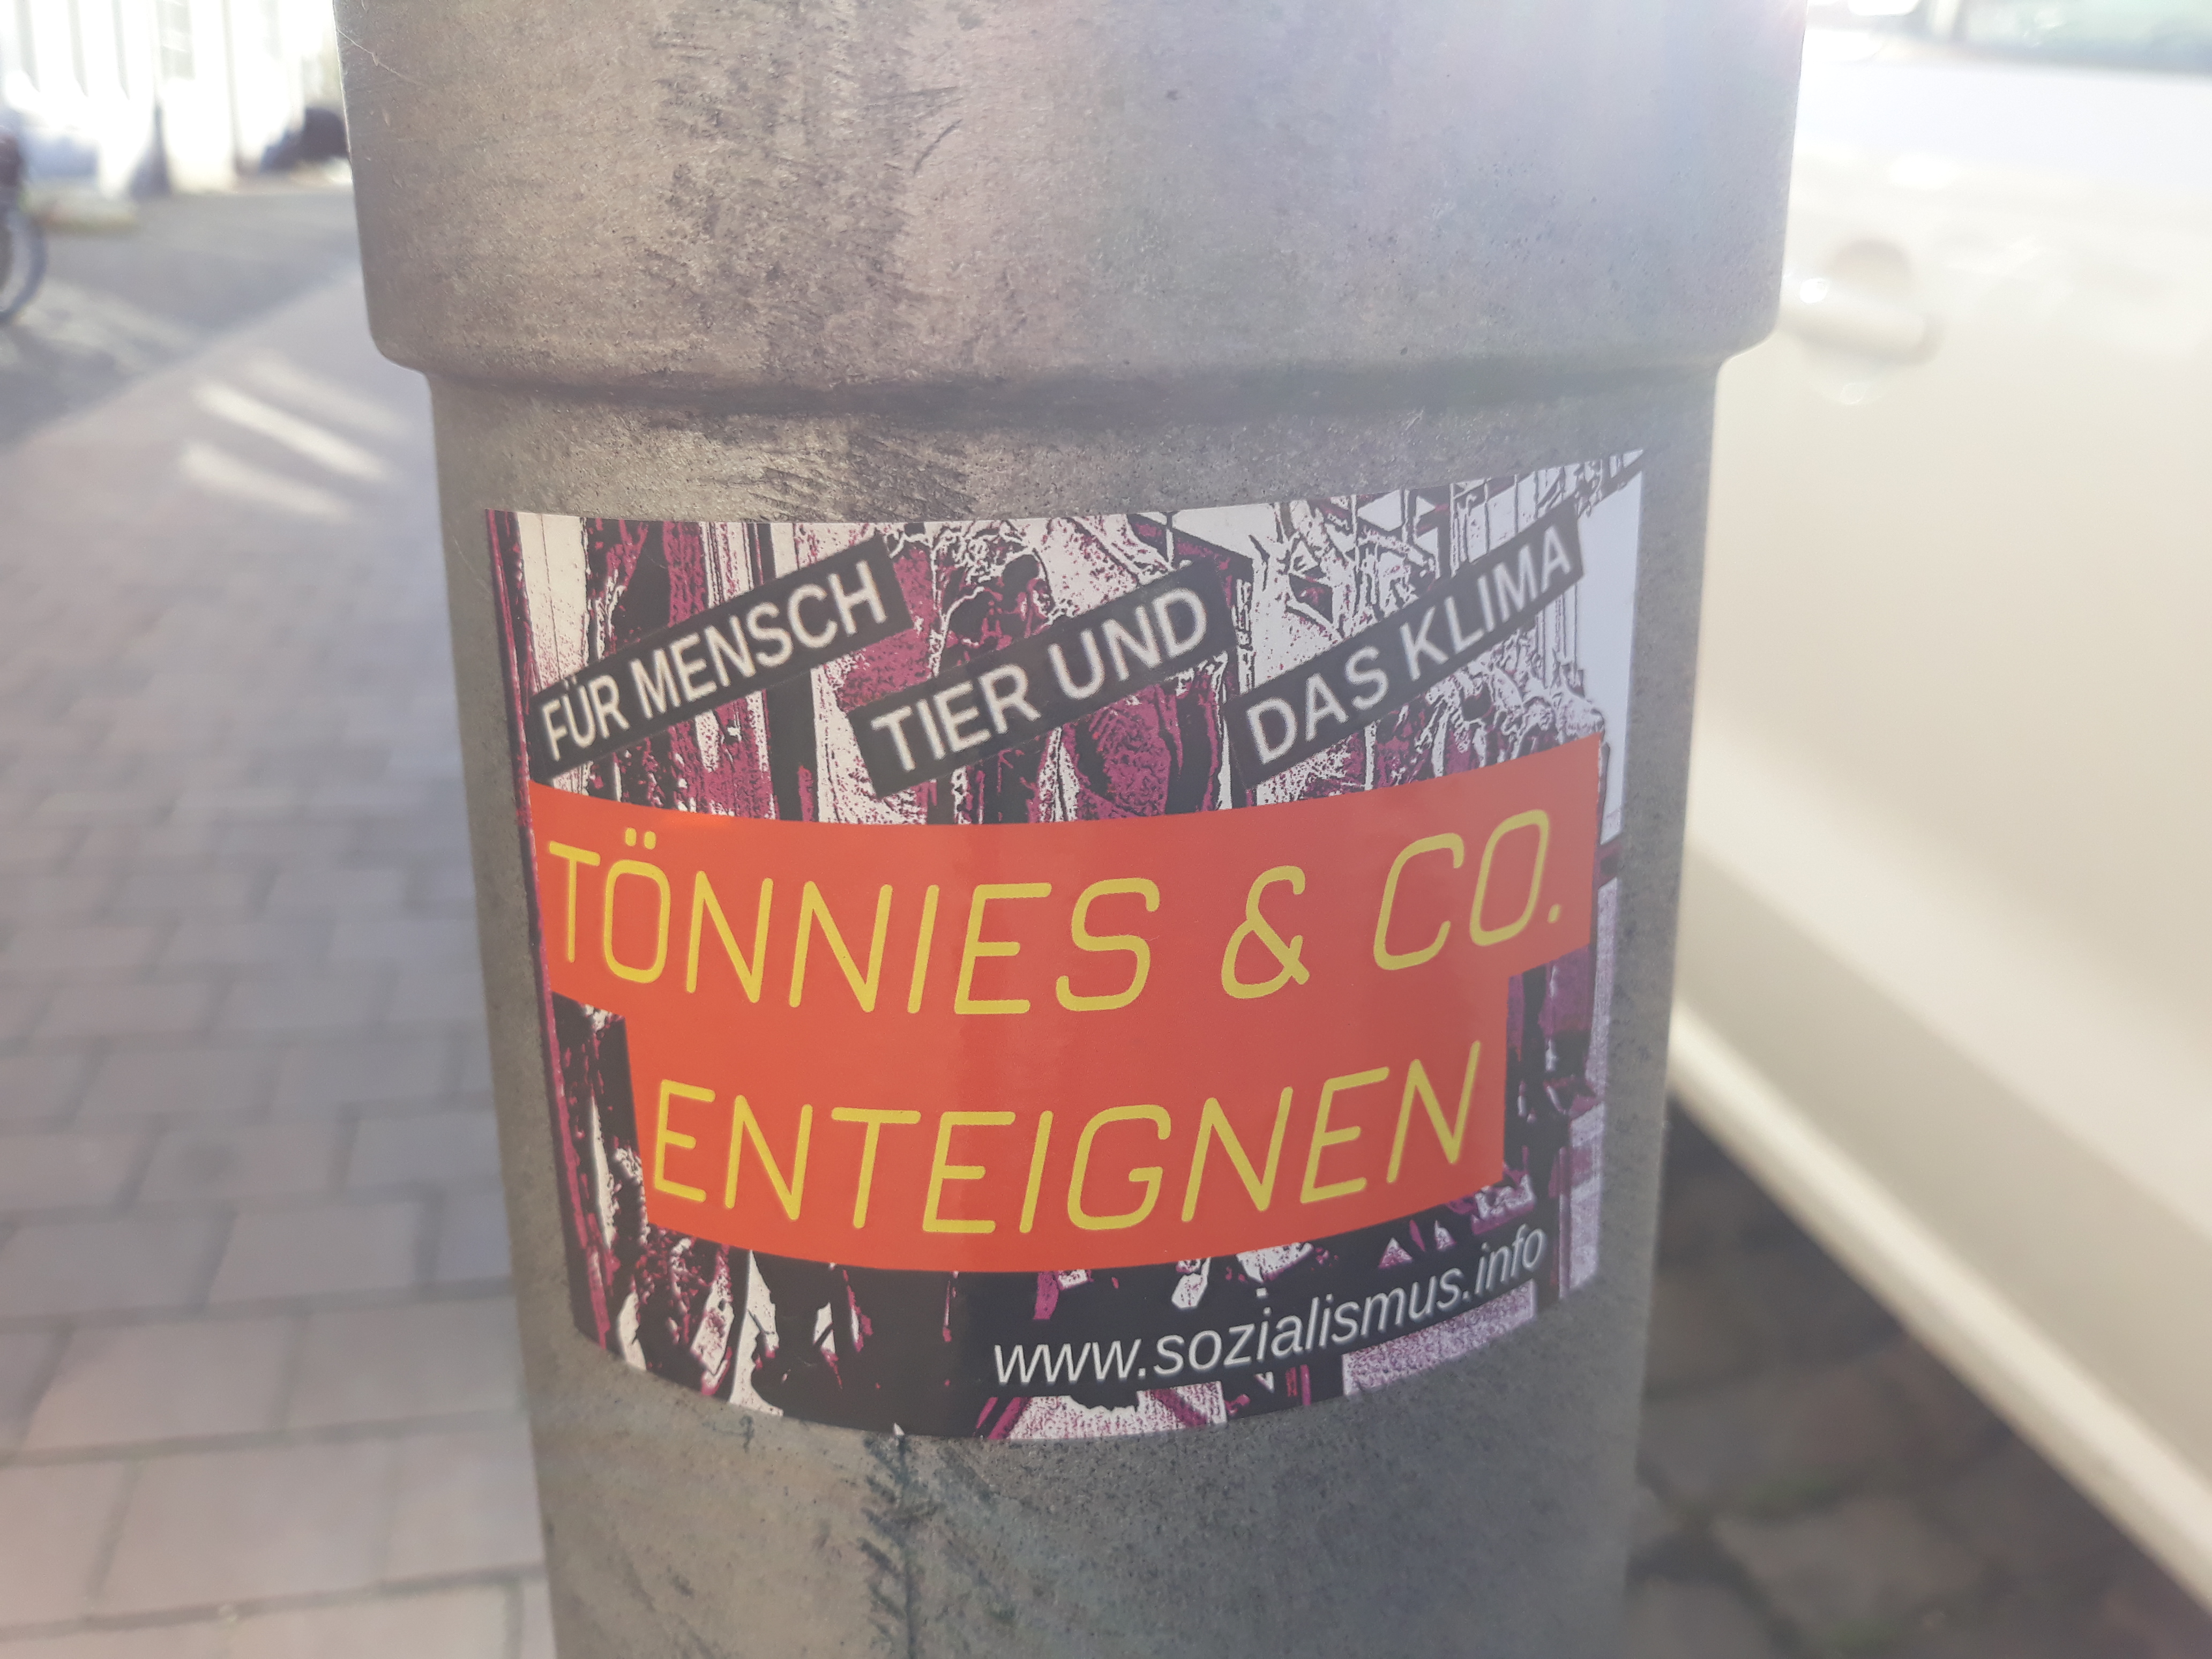 FÜR MENSCH
TIER UND
DAS KLIMA
TÖNNIES & CO.
ENTEIGNEN
www.sozialismus.info